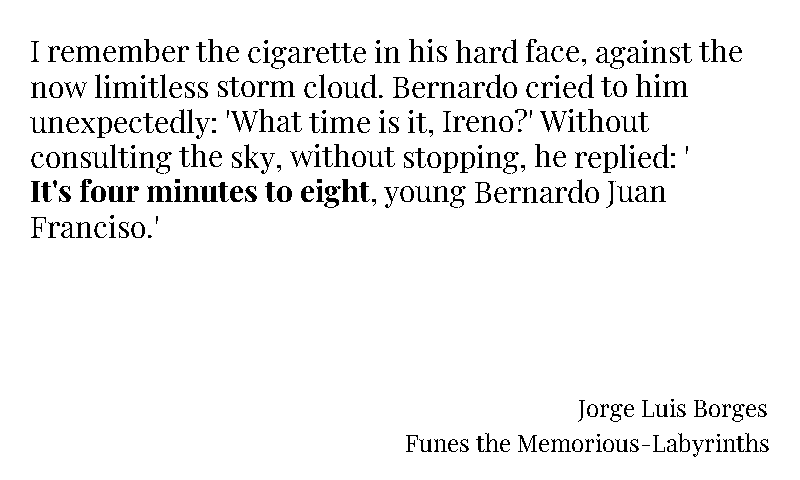 I remember the cigarette in his hard face, against the
now limitless storm cloud. Bernardo cried to him
unexpectedly: 'What time is it, Ireno?' Without
consulting the sky, without stopping, he replied: '
It's four minutes to eight, young Bernardo Juan
Franciso.'
Jorge Luis Borges
Funes the Memorious-Labyrinths